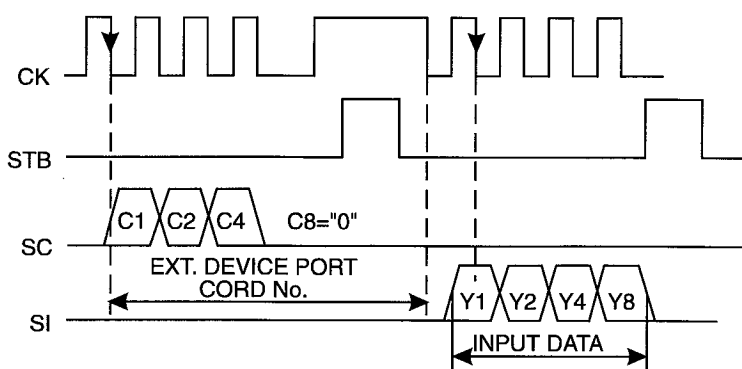 CK
STB
C1 C2 C4 C8="0"
SC
EXT. DEVICE PORT
CORD No.
Y1 Y2 Y4 Y8
SI
INPUT DATA